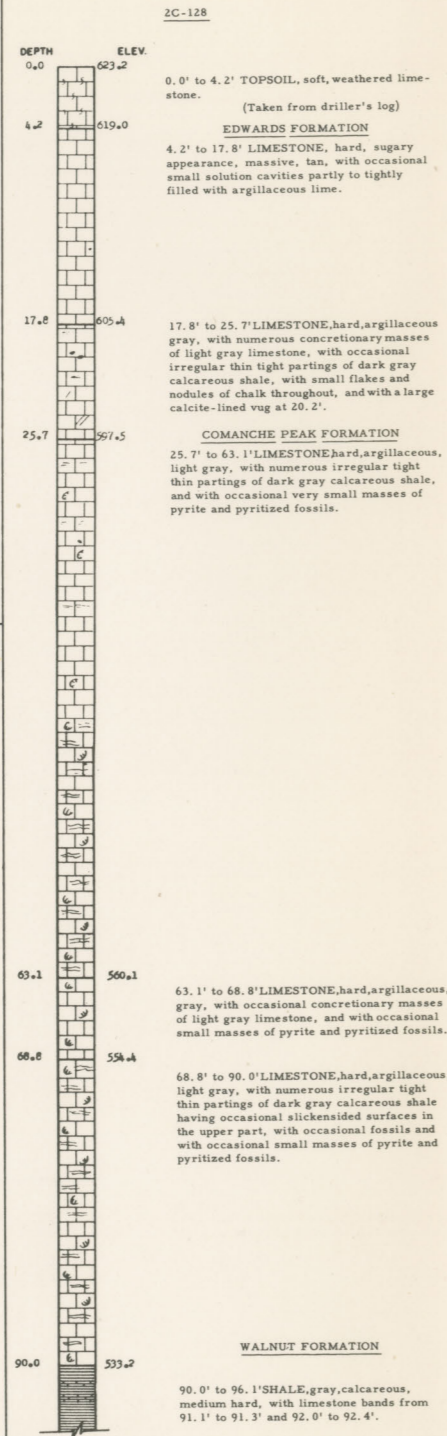 2C-128
DEPTH ELEV.
0.0 623.2
0.0' to 4.2' TOPSOIL, soft, weathered lime-
stone.
(Taken from driller's log)
4.2 619.0
EDWARDS FORMATION
4.2' to 17.8' LIMESTONE, hard, sugary
appearance, massive, tan, with occasional
small solution cavities partly to tightly
filled with argillaceous lime.
17.8 605.4
17.8' to 25.7'LIMESTONE,hard,argillaceous
gray, with numerous concretionary masses
of light gray limestone, with occasional
irregular thin tight partings of dark gray
calcareous shale, with small flakes and
nodules of chalk throughout, and with a large
calcite-lined vug at 20.2'.
25.7 597.5
COMANCHE PEAK FORMATION
25.7' to 63.1'LIMESTONE,hard,argillaceous,
light gray, with numerous irregular tight
thin partings of dark gray calcareous shale,
and with occasional very small masses of
pyrite and pyritized fossils.
63.1 560.1
63.1' to 68.8'LIMESTONE,hard,argillaceous,
gray, with occasional concretionary masses
of light gray limestone, and with occasional
small masses of pyrite and pyritized fossils.
68.8 554.4
68.8' to 90.0'LIMESTONE,hard,argillaceous
light gray, with numerous irregular tight
thin partings of dark gray calcareous shale
having occasional slickensided surfaces in
the upper part, with occasional fossils and
with occasional small masses of pyrite and
pyritized fossils.
90.0 533.2
WALNUT FORMATION
90.0' to 96.1'SHALE,gray,calcareous,
medium hard, with limestone bands from
91.1' to 91.3' and 92.0' to 92.4'.